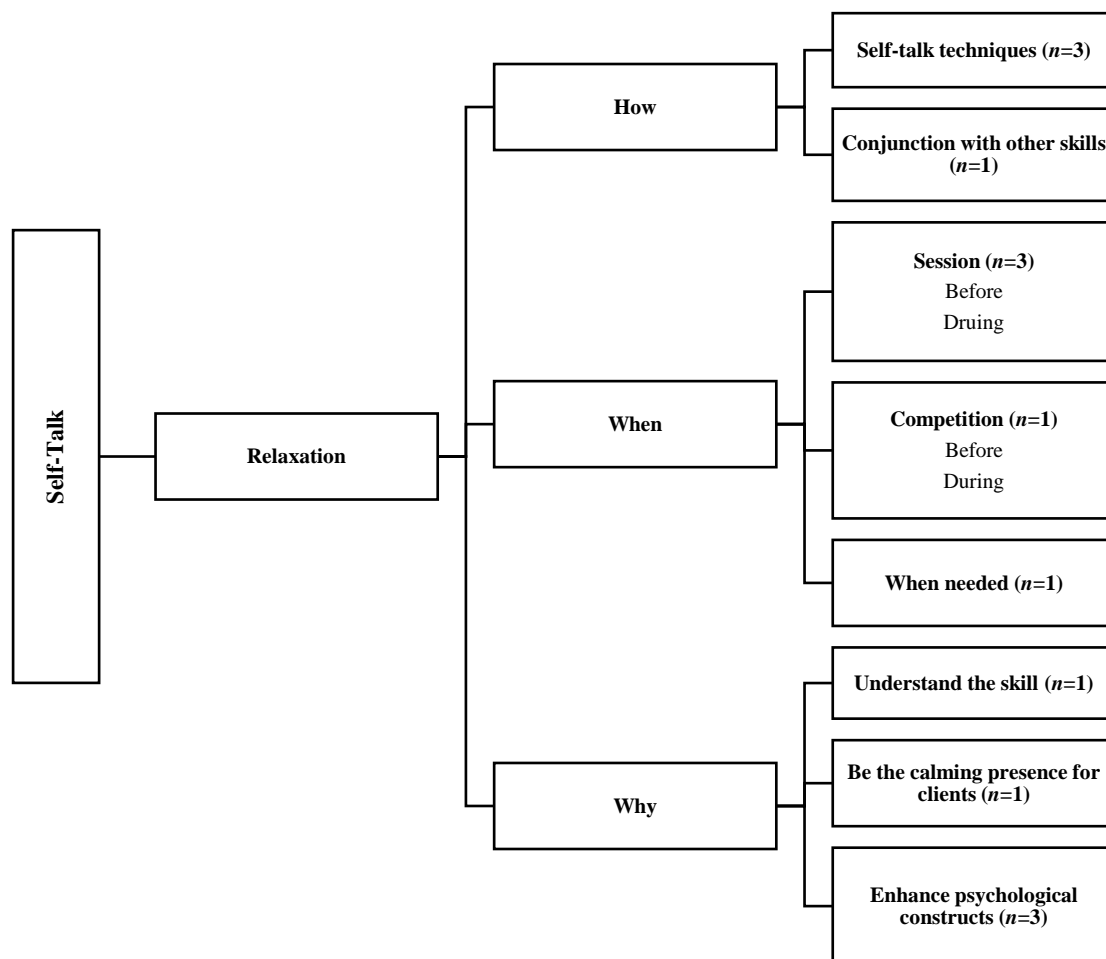 Self-Talk
Relaxation
How
Self-talk techniques (n=3)
Conjunction with other skills
(n=1)
When
Session (n=3)
Before
Druing
Competition (n=1)
Before
During
When needed (n=1)
Why
Understand the skill (n=1)
Be the calming presence for
clients (n=1)
Enhance psychological
constructs (n=3)